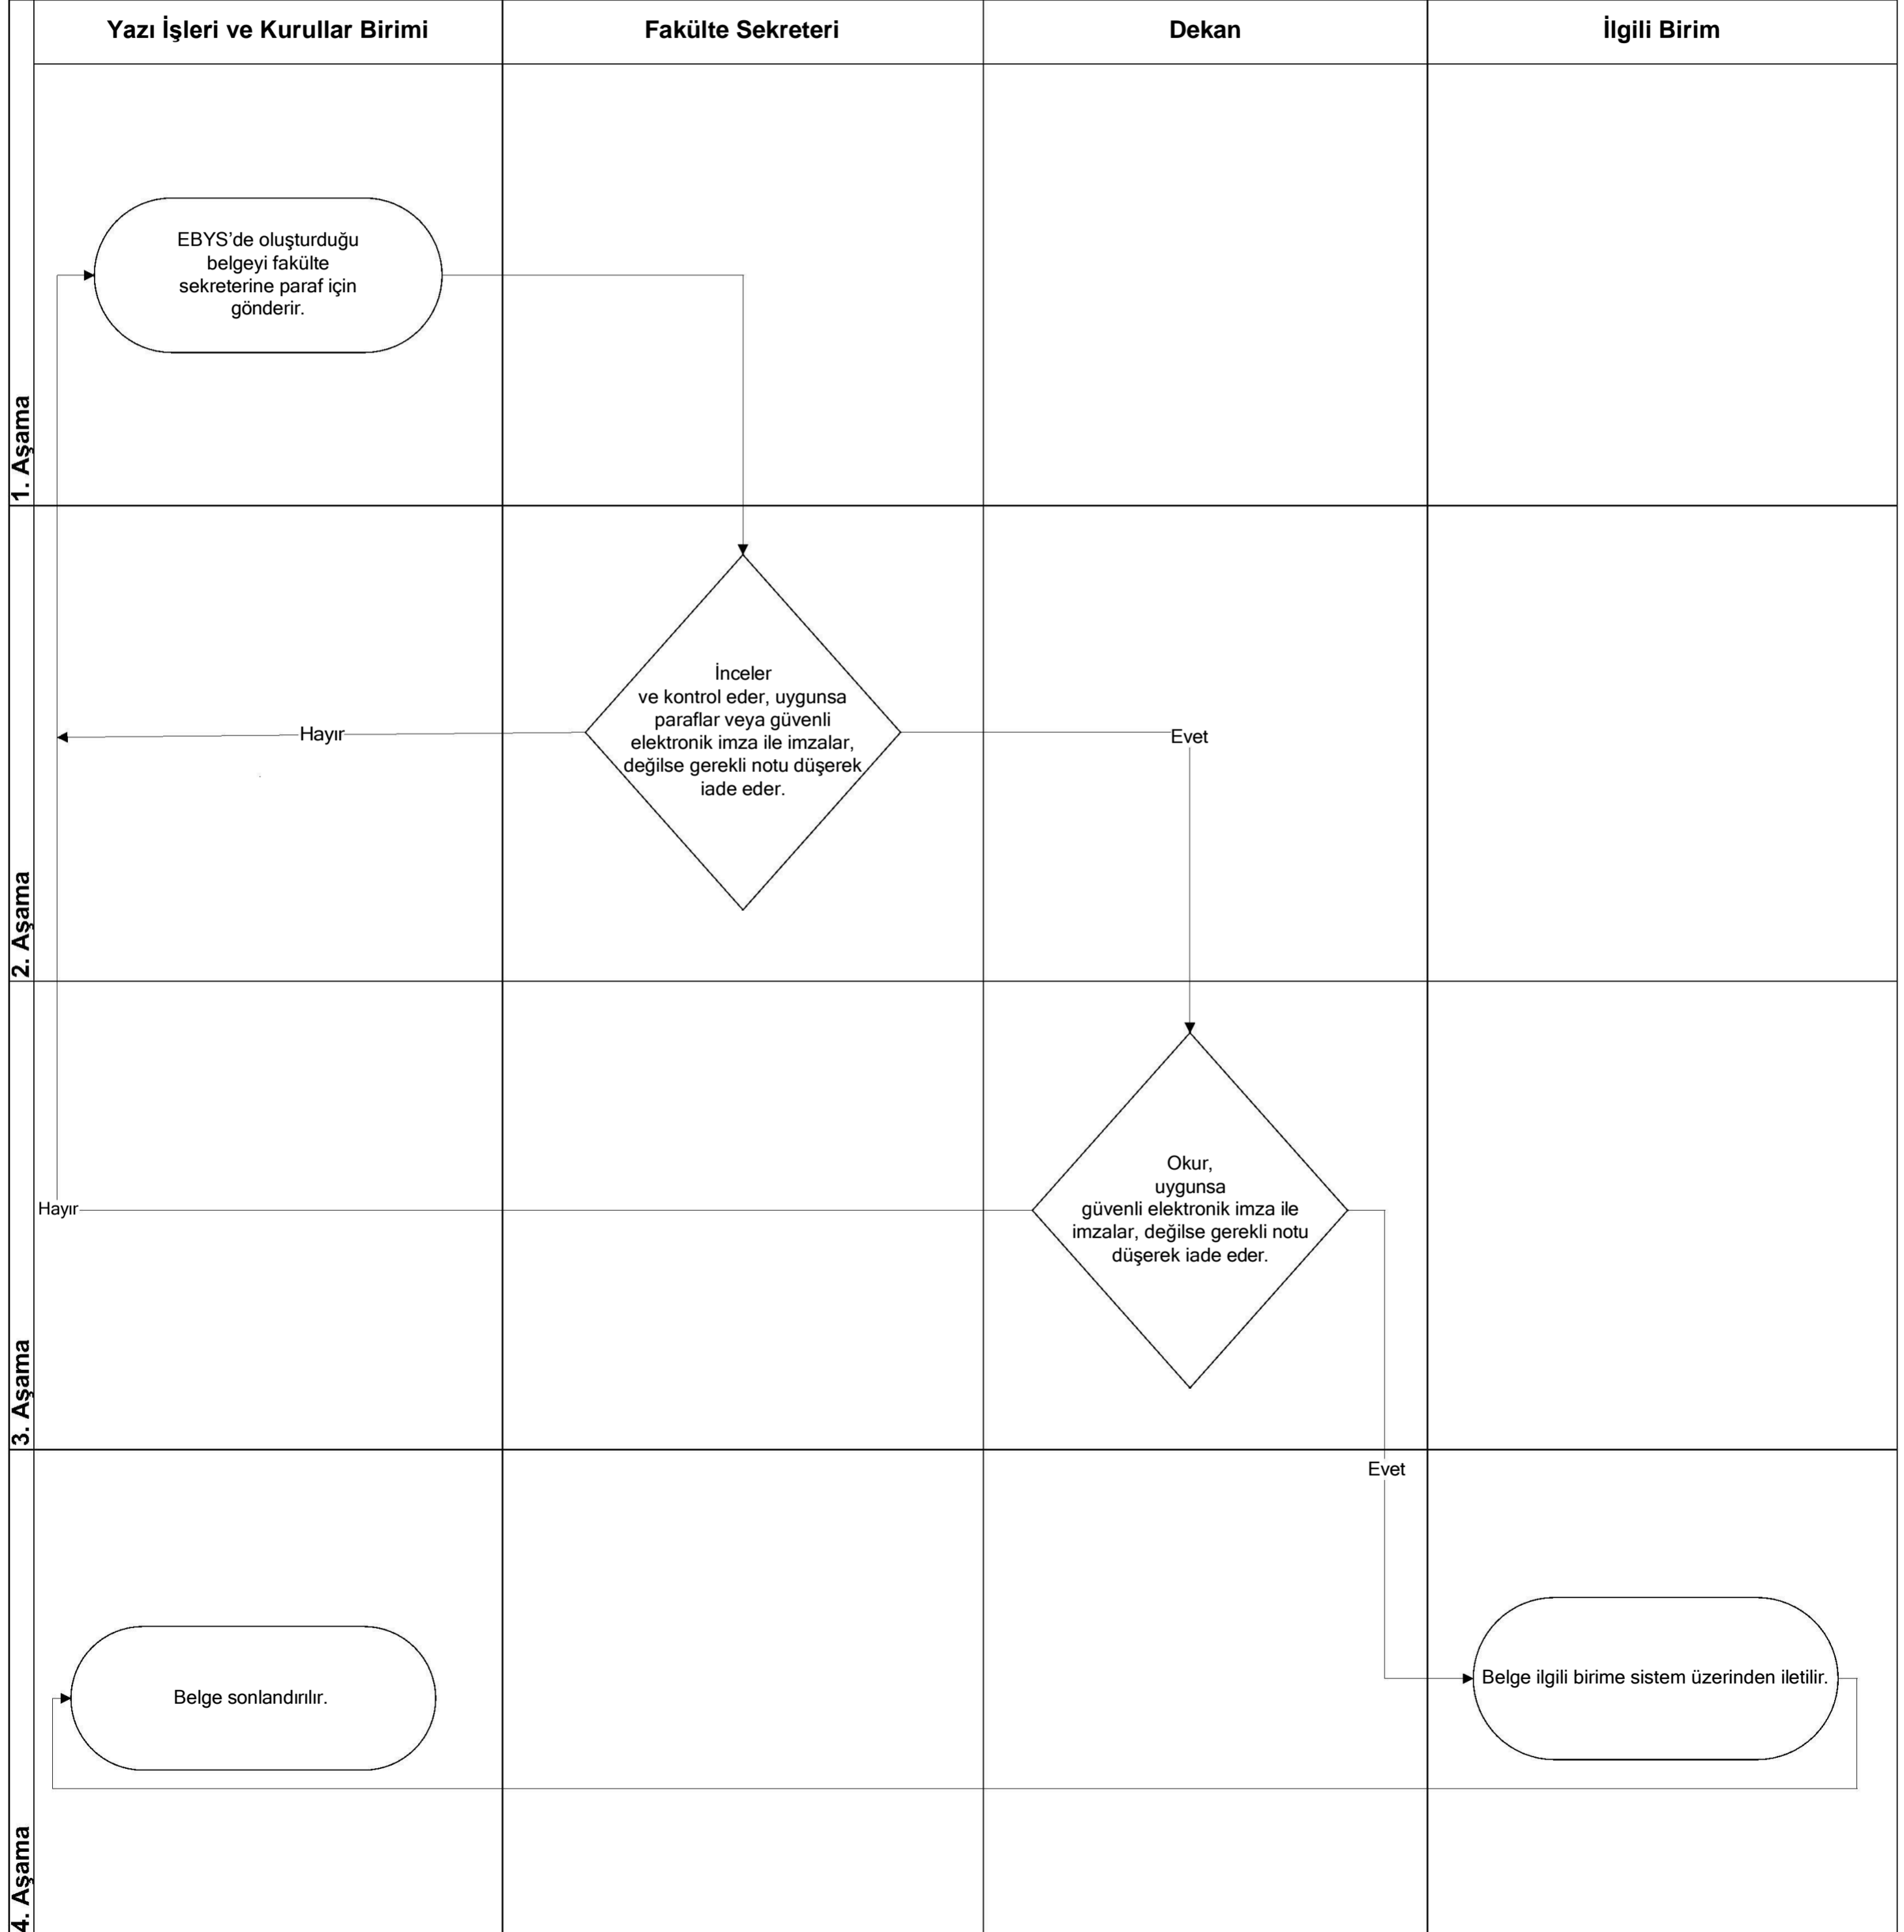 Yazı İşleri ve Kurullar Birimi
Fakülte Sekreteri
Dekan
İlgili Birim
1. Aşama
EBYS’de oluşturduğu
belgeyi fakülte
sekreterine paraf için
gönderir.
2. Aşama
Hayır
İnceler
ve kontrol eder, uygunsa
paraflar veya güvenli
elektronik imza ile imzalar,
değilse gerekli notu düşerek
iade eder.
Evet
3. Aşama
Hayır
Okur,
uygunsa
güvenli elektronik imza ile
imzalar, değilse gerekli notu
düşerek iade eder.
Evet
4. Aşama
Belge sonlandırılır.
Belge ilgili birime sistem üzerinden iletilir.